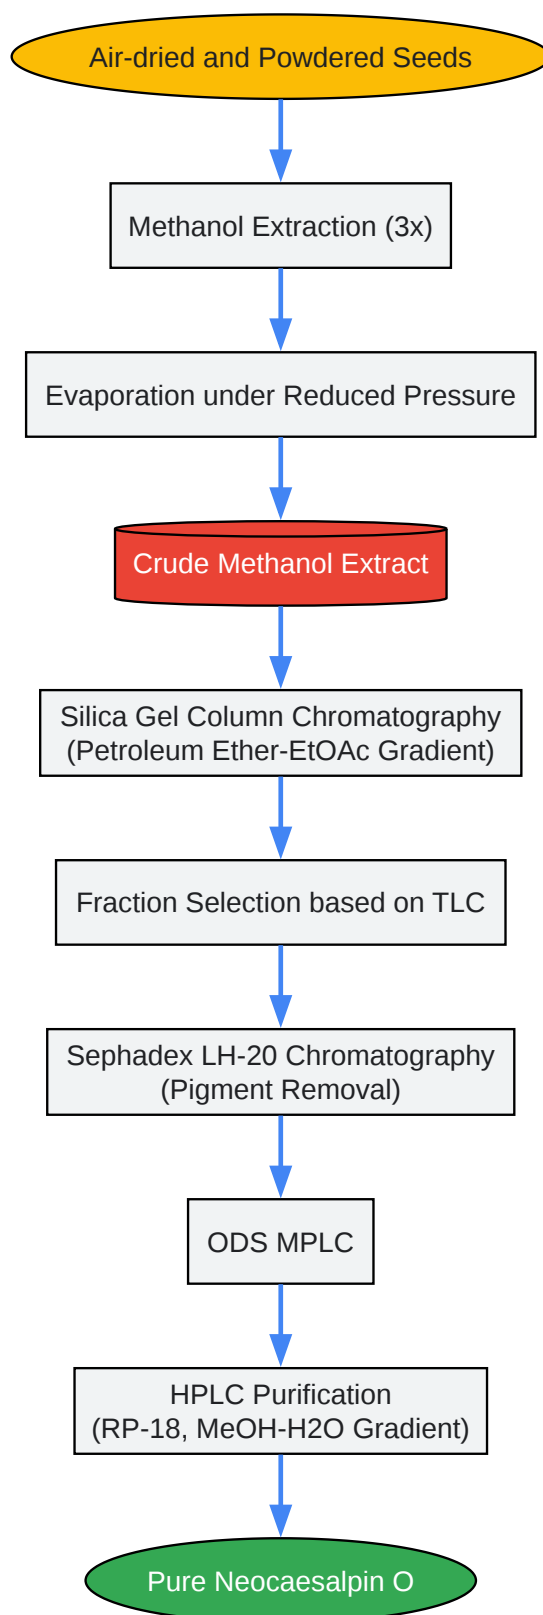 Air-dried and Powdered Seeds
Methanol Extraction (3x)
Evaporation under Reduced Pressure
Crude Methanol Extract
Silica Gel Column Chromatography
(Petroleum Ether-EtOAc Gradient)
Fraction Selection based on TLC
Sephadex LH-20 Chromatography
(Pigment Removal)
ODS MPLC
HPLC Purification
(RP-18, MeOH-H2O Gradient)
Pure Neocaesalpin O